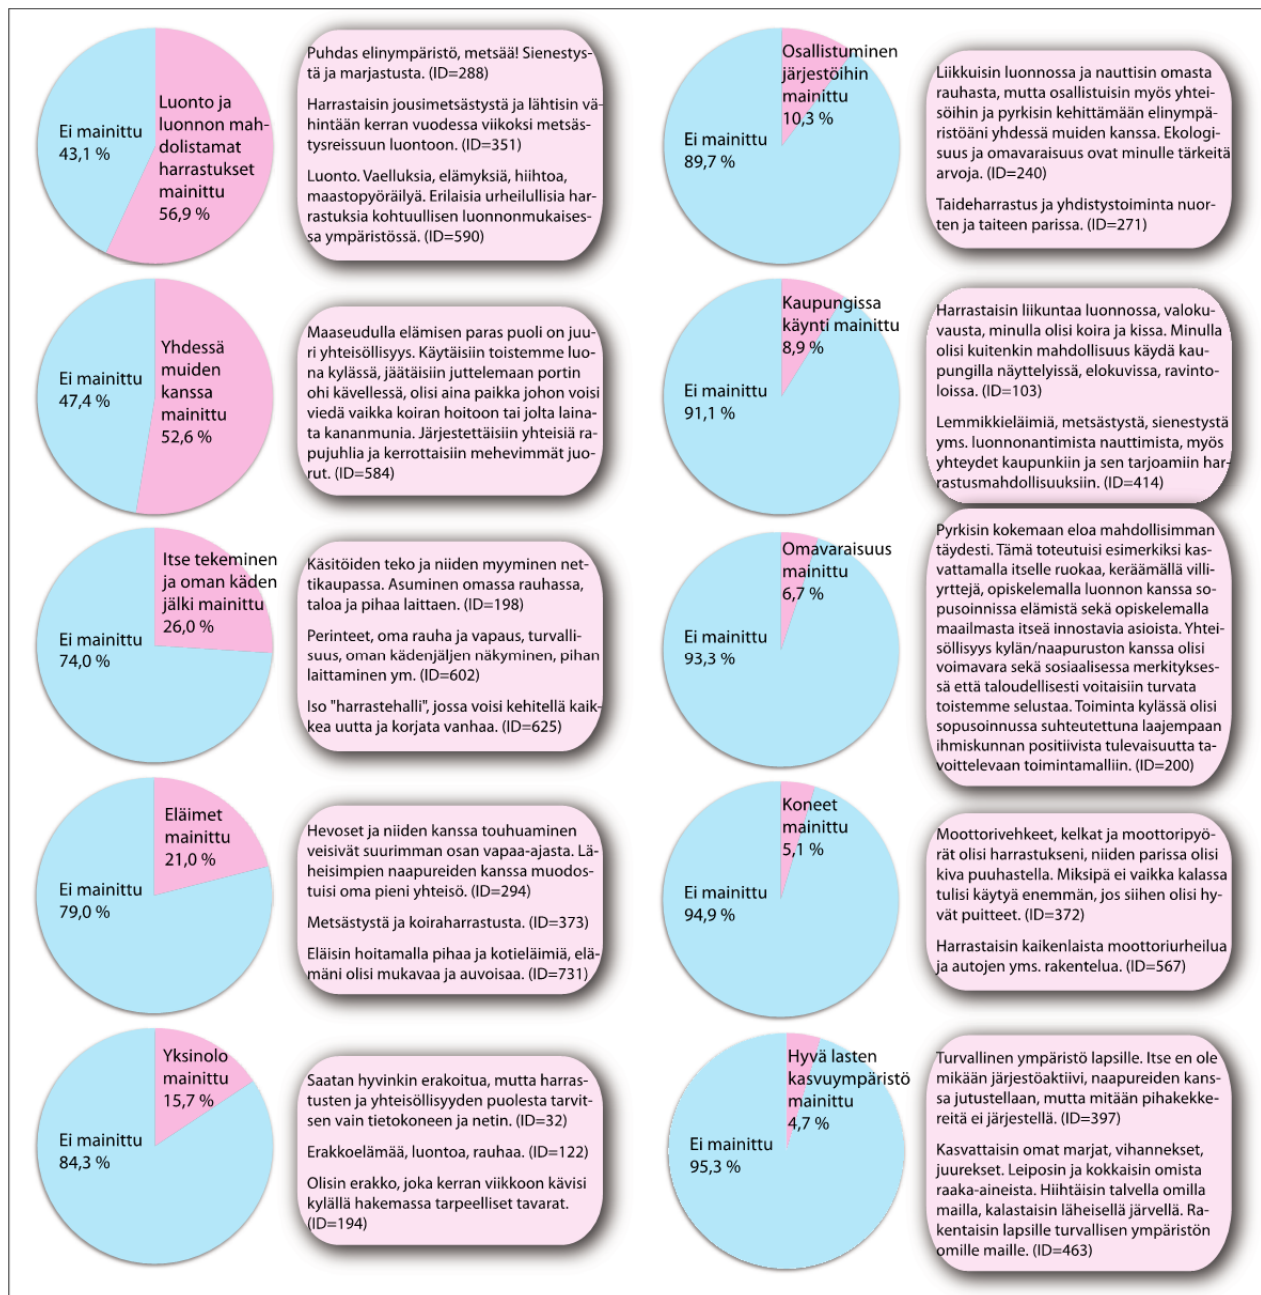 Ei mainittu
43,1 %
Luonto ja
luonnon mah-
dolistamat
harrastukset
mainittu
56,9 %
Puhdas elinympäristö, metsää! Sienestys-
tä ja marjastusta. (ID=288)
Harrastaisin jousimetsästystä ja lähtisin vä-
hintään kerran vuodessa viikoksi metsäs-
tysreissuun luontoon. (ID=351)
Luonto. Vaelluksia, elämyksiä, hiihtoa,
maastopyöräilyä. Erilaisia urheilullisia har-
rastuksia kohtuullisen luonnonmukaises-
sa ympäristössä. (ID=590)
Ei mainittu
47,4 %
Yhdessä
muiden
kanssa
mainittu
52,6 %
Maaseudulla elämisen paras puoli on juu-
ri yhteisöllisyys. Käytäisiin toistemme luo-
na kylässä, jäätäisiin juttelemaan portin
ohi kävellessä, olisi aina paikka johon voisi
viedä vaikka koiran hoitoon tai jolta laina-
ta kananmunia. Järjestettäisiin yhteisiä ra-
pujuhlia ja kerrottaisiin mehevimmät juo-
rut. (ID=584)
Itse tekeminen
ja oman käden
jälki mainittu
26,0 %
Ei mainittu
74,0 %
Käsitöiden teko ja niiden myyminen net-
tikaupassa. Asuminen omassa rauhassa,
taloa ja pihaa laittaen. (ID=198)
Perinteet, oma rauha ja vapaus, turvalli-
suus, oman kädenjäljen näkyminen, pihan
laittaminen ym. (ID=602)
Iso "harrastehalli", jossa voisi kehitellä kaik-
kea uutta ja korjata vanhaa. (ID=625)
Eläimet
mainittu
21,0 %
Ei mainittu
79,0 %
Hevoset ja niiden kanssa touhuaminen
veisivät suurimman osan vapaa-ajasta. Lä-
heisimpien naapureiden kanssa muodos-
tuisi oma pieni yhteisö. (ID=294)
Metsästystä ja koiraharrastusta. (ID=373)
Eläisin hoitamalla pihaa ja kotieläimiä, elä-
mäni olisi mukavaa ja auvoisaa. (ID=731)
Yksinolo
mainittu
15,7 %
Ei mainittu
84,3 %
Saatan hyvinkin erakoitua, mutta harras-
tusten ja yhteisöllisyyden puolesta tarvit-
sen vain tietokoneen ja netin. (ID=32)
Erakkoelämää, luontoa, rauhaa. (ID=122)
Olisin erakko, joka kerran viikkoon kävisi
kylällä hakemassa tarpeelliset tavarat.
(ID=194)
Osallistuminen
järjestöihin
mainittu
10,3 %
Ei mainittu
89,7 %
Liikkuisin luonnossa ja nauttisin omasta
rauhasta, mutta osallistuisin myös yhtei-
söihin ja pyrkisin kehittämään elinympä-
ristöäni yhdessä muiden kanssa. Ekologi-
suus ja omavaraisuus ovat minulle tärkeitä
arvoja. (ID=240)
Taideharrastus ja yhdistystoiminta nuor-
ten ja taiteen parissa. (ID=271)
Kaupungissa
käynti mainittu
8,9 %
Ei mainittu
91,1 %
Harrastaisin liikuntaa luonnossa, valoku-
vausta, minulla olisi koira ja kissa. Minulla
olisi kuitenkin mahdollisuus käydä kau-
pungilla näyttelyissä, elokuvissa, ravinto-
loissa. (ID=103)
Lemmikkieläimiä, metsästystä, sienestystä
yms. luonnonantimista nauttimista, myös
yhteydet kaupunkiin ja sen tarjoamiin har-
rastusmahdollisuuksiin. (ID=414)
Omavaraisuus
mainittu
6,7 %
Ei mainittu
93,3 %
Pyrkisin kokemaan eloa mahdollisimman
täydesti. Tämä toteutuisi esimerkiksi kas-
vattamalla itselle ruokaa, keräämällä villi-
yrttejä, opiskelemalla luonnon kanssa so-
pusoinnissa elämistä sekä opiskelemalla
maailmasta itseä innostavia asioista. Yhtei-
söllisyys kylän/naapuruston kanssa olisi
voimavara sekä sosiaalisessa merkitykses-
sä että taloudellisesti voitaisiin turvata
toistemme selustaa. Toiminta kylässä olisi
sopusoinnussa suhteutettuna laajempaan
ihmiskunnan positiivista tulevaisuutta ta-
voittelevaan toimintamalliin. (ID=200)
Koneet
mainittu
5,1 %
Ei mainittu
94,9 %
Moottorivehkeet, kelkat ja moottoripyö-
rät olisi harrastukseni, niiden parissa olisi
kiva puuhastella. Miksipä ei vaikka kalassa
tulisi käytyä enemmän, jos siihen olisi hy-
vät puitteet. (ID=372)
Harrastaisin kaikenlaista moottoriurheilua
ja autojen yms. rakentelua. (ID=567)
Hyvä lasten
kasvuympäristö
mainittu
4,7 %
Ei mainittu
95,3 %
Turvallinen ympäristö lapsille. Itse en ole
mikään järjestöaktiivi, naapureiden kans-
sa jutustellaan, mutta mitään pihakekke-
reitä ei järjestellä. (ID=397)
Kasvattaisin omat marjat, vihannekset,
juurekset. Leiposin ja kokkaisin omista
raaka-aineista. Hiihtäisin talvella omilla
mailla, kalastaisin läheisellä järvellä. Ra-
kentaisin lapsille turvallisen ympäristön
omille maille. (ID=463)